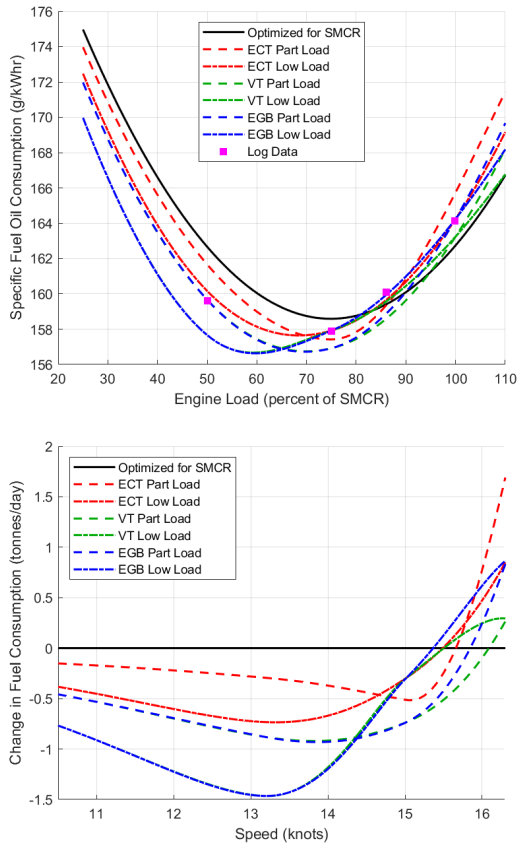 176
174
172
170
168
166
164
162
160
158
156
Specific Fuel Oil Consumption (g/kWhr)
Optimized for SMCR
ECT Part Load
ECT Low Load
VT Part Load
VT Low Load
EGB Part Load
EGB Low Load
Log Data
20 30 40 50 60 70 80 90 100 110
Engine Load (percent of SMCR)
2
1.5
1
0.5
0
-0.5
-1
-1.5
Change in Fuel Consumption (tonnes/day)
Optimized for SMCR
ECT Part Load
ECT Low Load
VT Part Load
VT Low Load
EGB Part Load
EGB Low Load
11 12 13 14 15 16
Speed (knots)